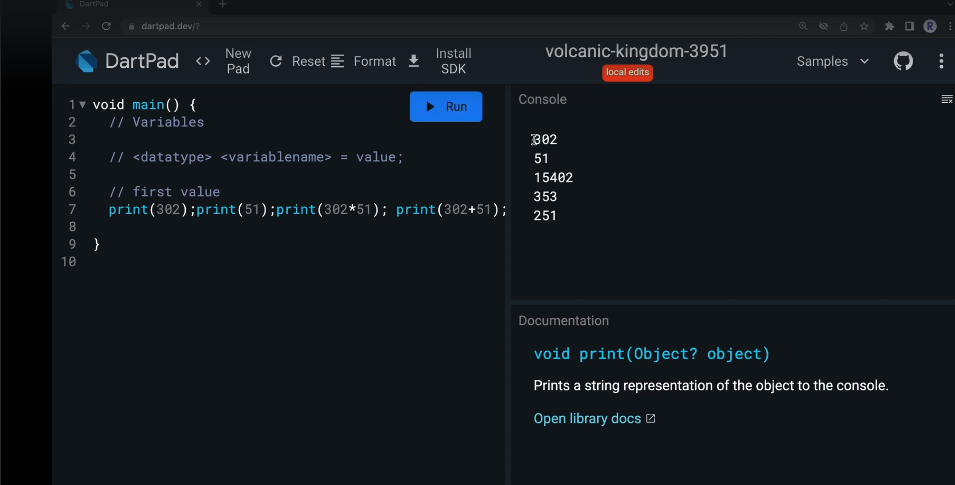 DartPad
dartpad.dev/?
R
DartPad
<> New Pad
Reset
Format
Install SDK
volcanic-kingdom-3951
local edits
Samples
1 void main() {
2 // Variables
3
4 // <datatype> <variablename> = value;
5
6 // first value
7 print(302);print(51);print(302*51); print(302+51);
8
9 }
10
Run
Console
302
51
15402
353
251
Documentation
void print(Object? object)
Prints a string representation of the object to the console.
Open library docs